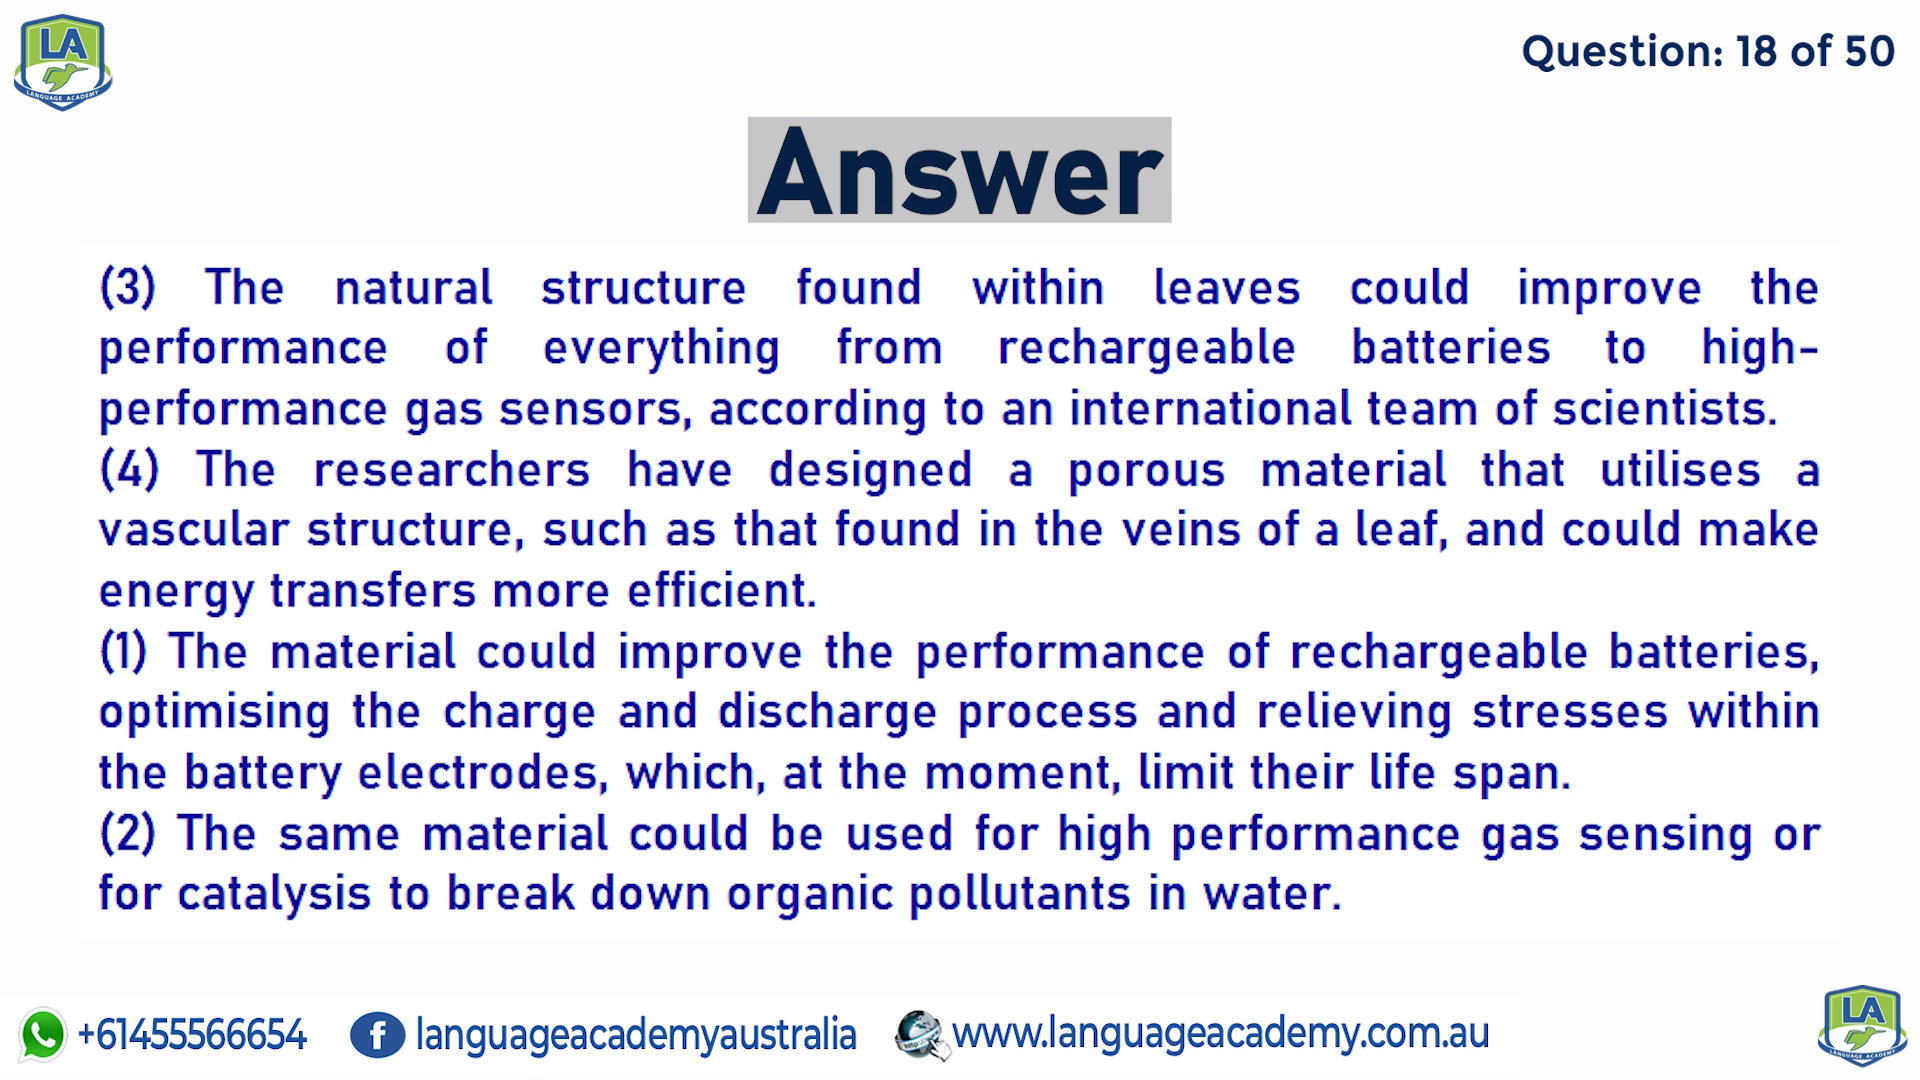 LA
LANGUAGE ACADEMY
Question: 18 of 50
Answer
(3) The natural structure found within leaves could improve the
performance of everything from rechargeable batteries to high-
performance gas sensors, according to an international team of scientists.
(4) The researchers have designed a porous material that utilises a
vascular structure, such as that found in the veins of a leaf, and could make
energy transfers more efficient.
(1) The material could improve the performance of rechargeable batteries,
optimising the charge and discharge process and relieving stresses within
the battery electrodes, which, at the moment, limit their life span.
(2) The same material could be used for high performance gas sensing or
for catalysis to break down organic pollutants in water.
+61455566654
f languageacademyaustralia
http:// www.languageacademy.com.au
LA
LANGUAGE ACADEMY